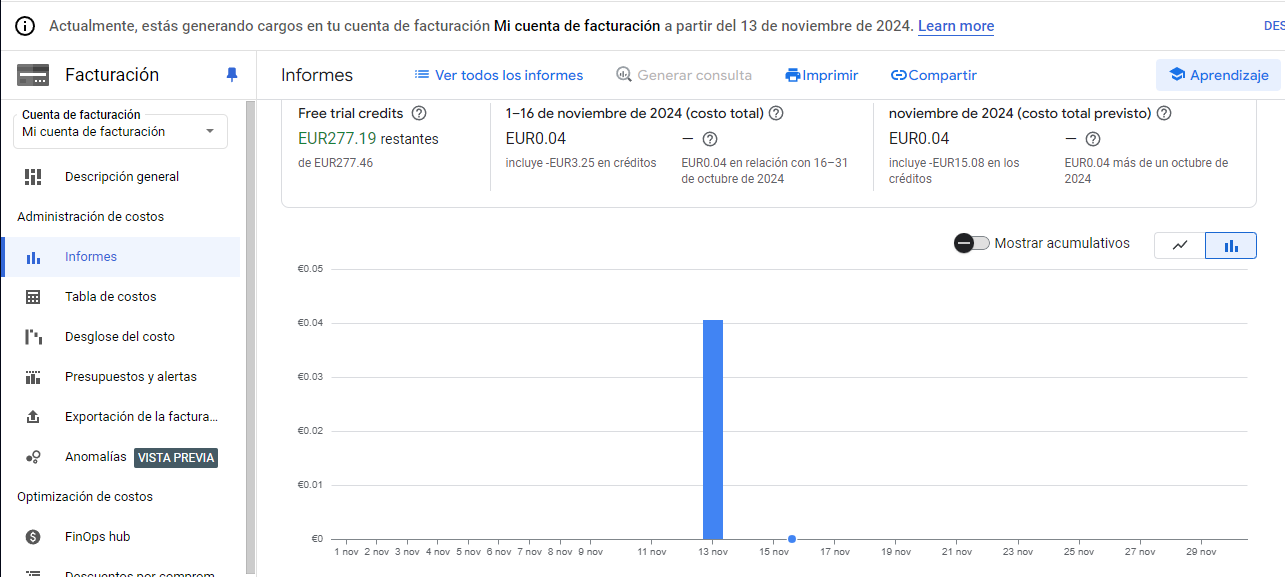 Actualmente, estás generando cargos en tu cuenta de facturación Mi cuenta de facturación a partir del 13 de noviembre de 2024. Learn more
DES
Facturación
Informes
Ver todos los informes
Generar consulta
Imprimir
Compartir
Aprendizaje
Cuenta de facturación
Mi cuenta de facturación
Descripción general
Administración de costos
Informes
Tabla de costos
Desglose del costo
Presupuestos y alertas
Exportación de la factura...
Anomalías VISTA PREVIA
Optimización de costos
FinOps hub
Descuentos por comprom
Free trial credits
EUR277.19 restantes
de EUR277.46
1–16 de noviembre de 2024 (costo total)
EUR0.04
incluye -EUR3.25 en créditos
—
EUR0.04 en relación con 16–31
de octubre de 2024
noviembre de 2024 (costo total previsto)
EUR0.04
incluye -EUR15.08 en los
créditos
—
EUR0.04 más de un octubre de
2024
Mostrar acumulativos
€0.05
€0.04
€0.03
€0.02
€0.01
€0
1 nov 2 nov 3 nov 4 nov 5 nov 6 nov 7 nov 8 nov 9 nov 11 nov 13 nov 15 nov 17 nov 19 nov 21 nov 23 nov 25 nov 27 nov 29 nov